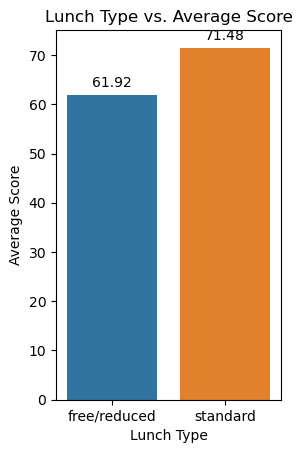 Lunch Type vs. Average Score
71.48
61.92
70
60
50
40
30
20
10
0
Average Score
free/reduced
standard
Lunch Type